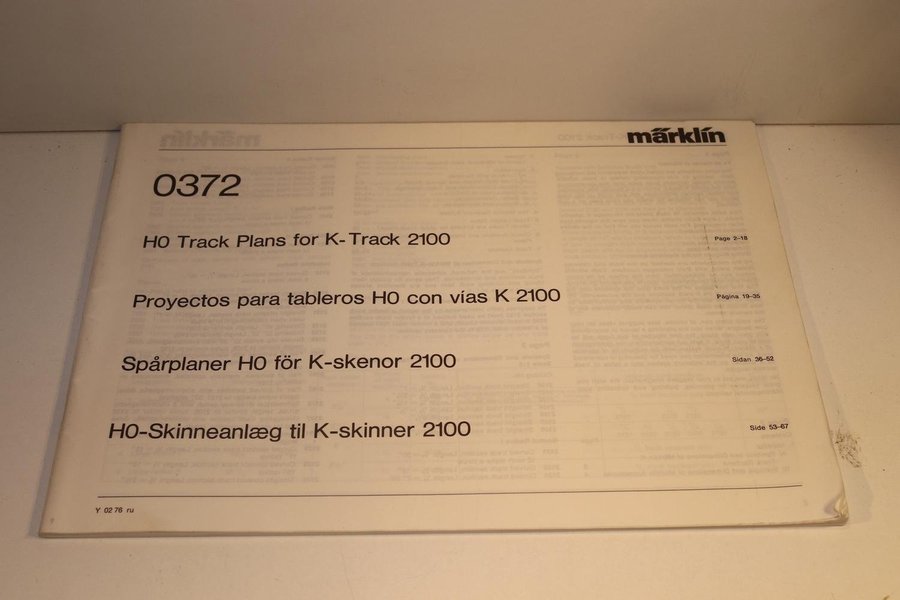 märklin
0372
H0 Track Plans for K-Track 2100 Page 2-18
Proyectos para tableros H0 con vías K 2100 Página 19-35
Spårplaner H0 för K-skenor 2100 Sidan 36-52
H0-Skinneanlæg til K-skinner 2100 Side 53-67
Y 02 76 ru